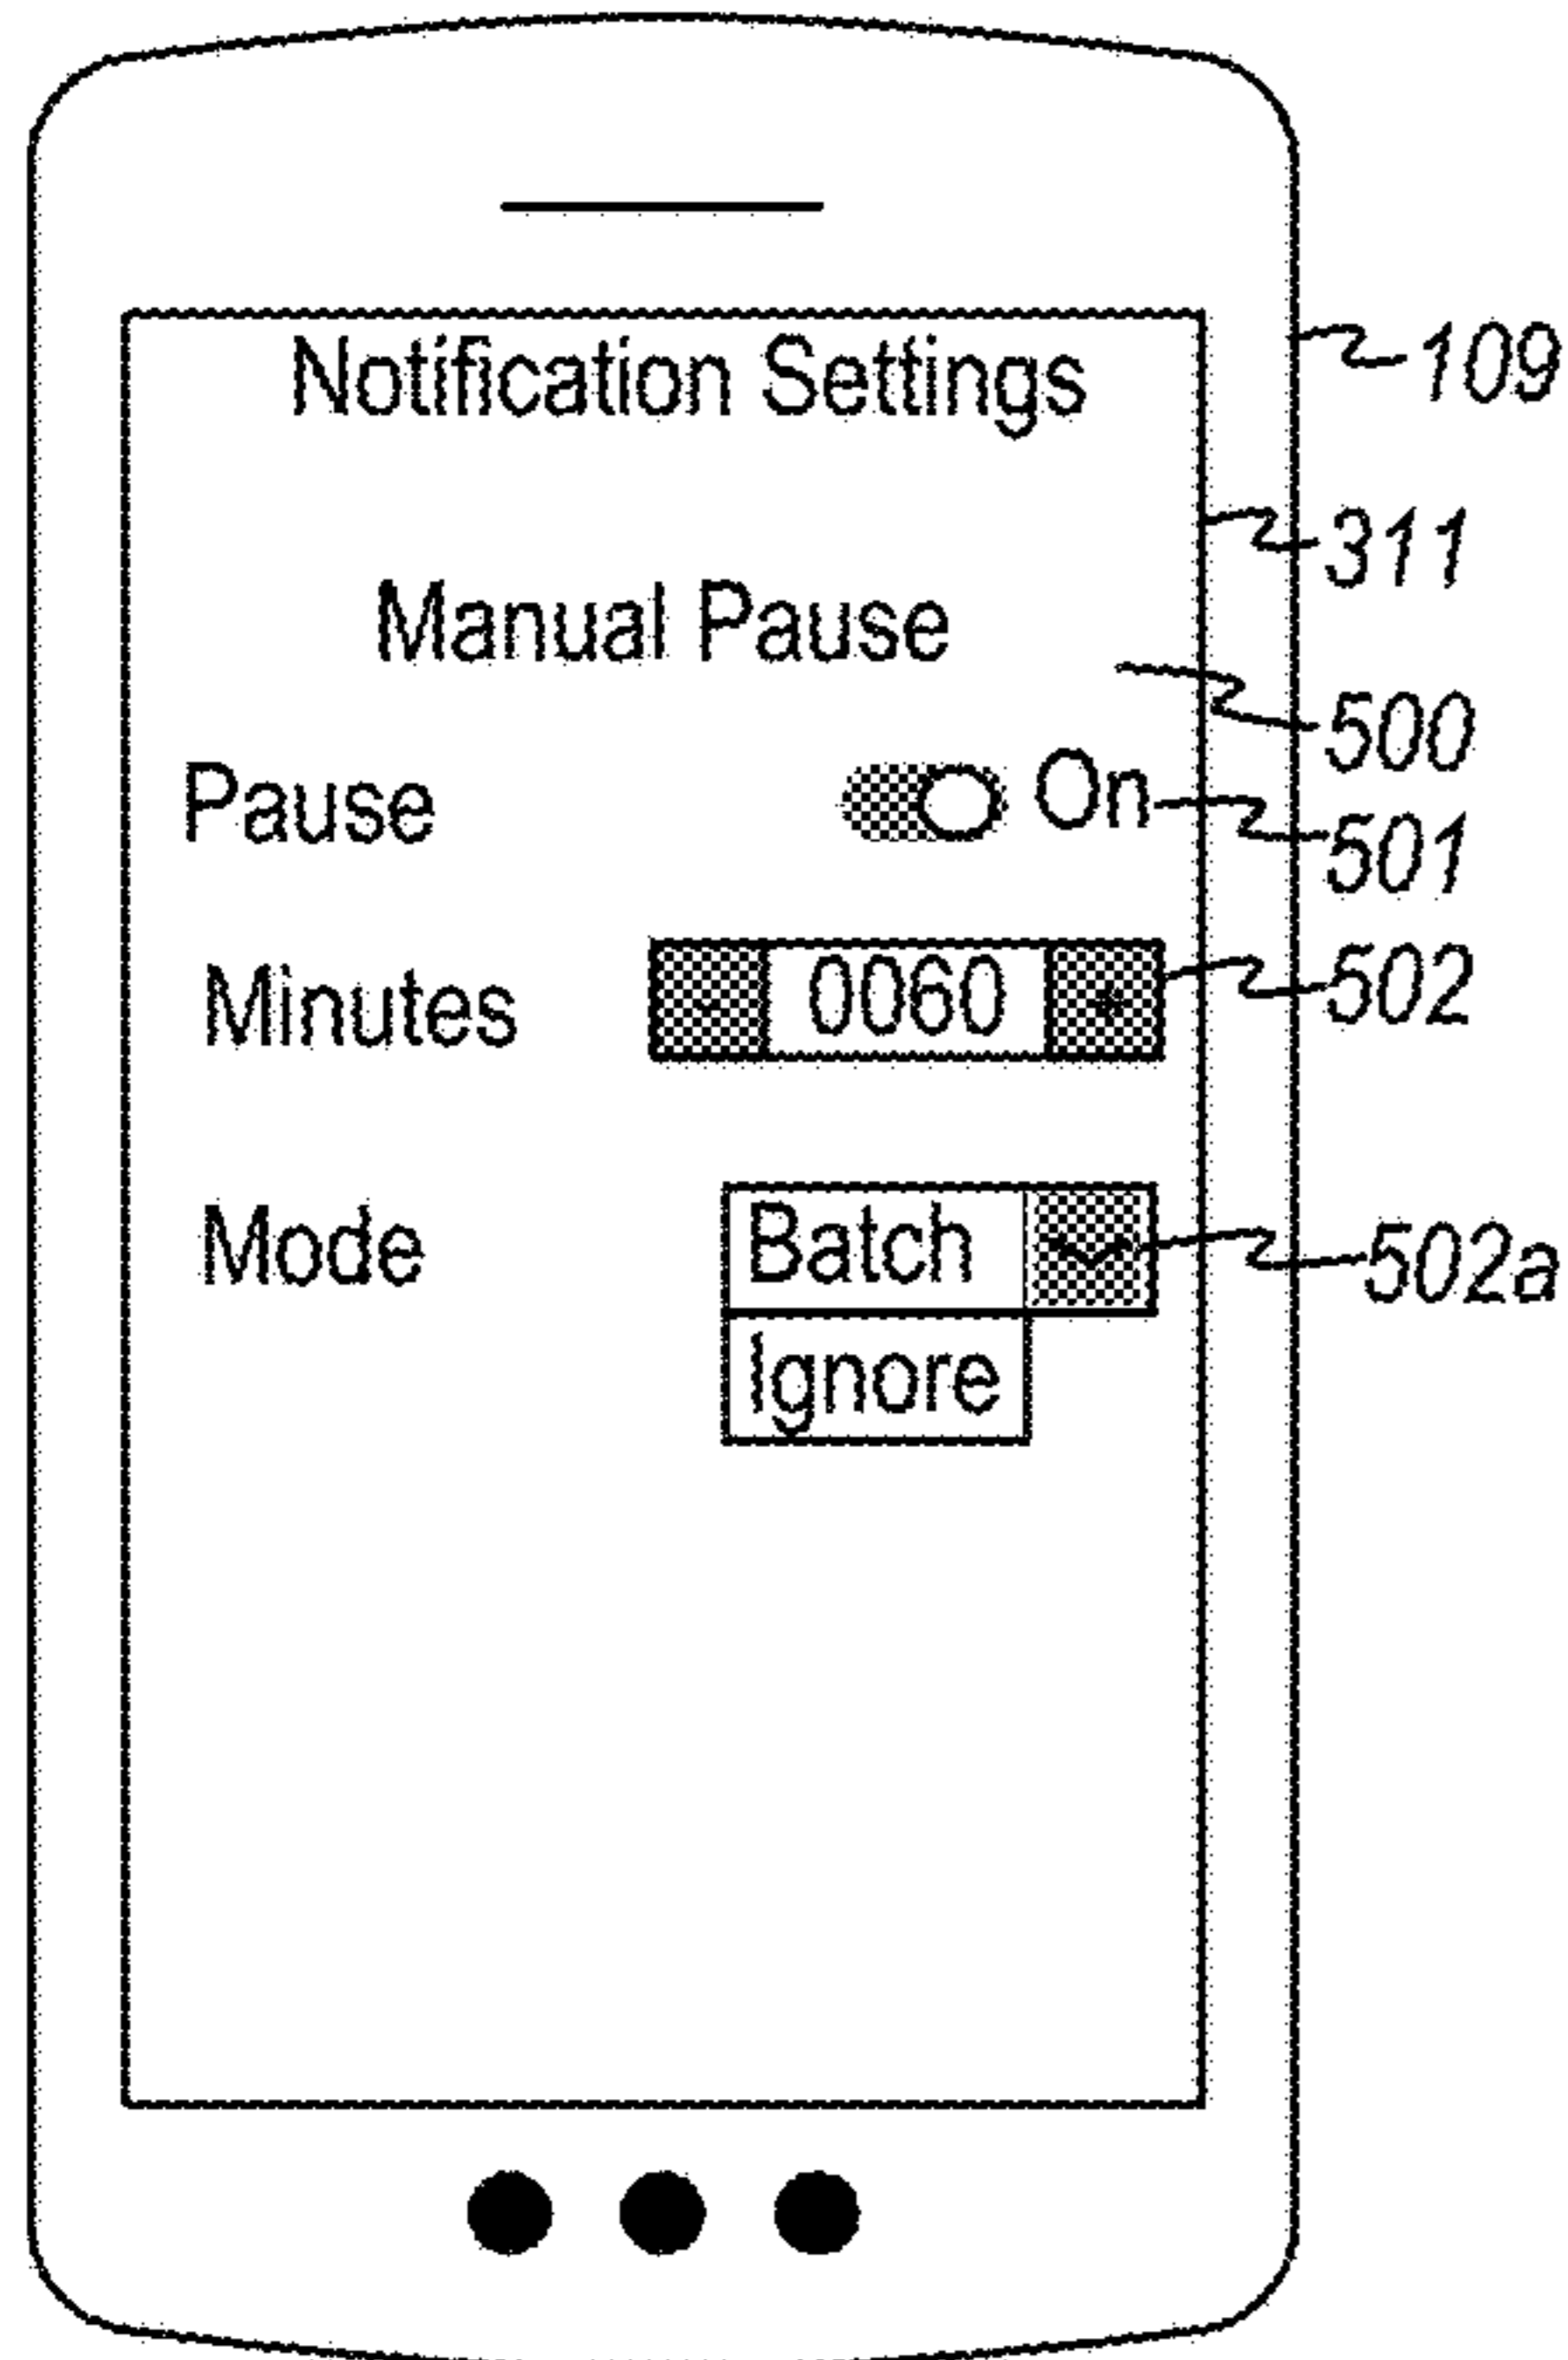 Notification Settings
109
311
Manual Pause
500
Pause On
501
Minutes - 0060 +
502
Mode Batch
502a
Ignore